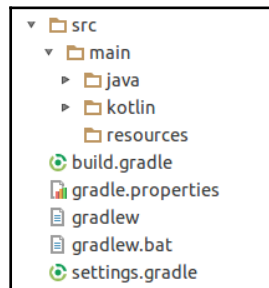 src
main
java
kotlin
resources
build.gradle
gradle.properties
gradlew
gradlew.bat
settings.gradle